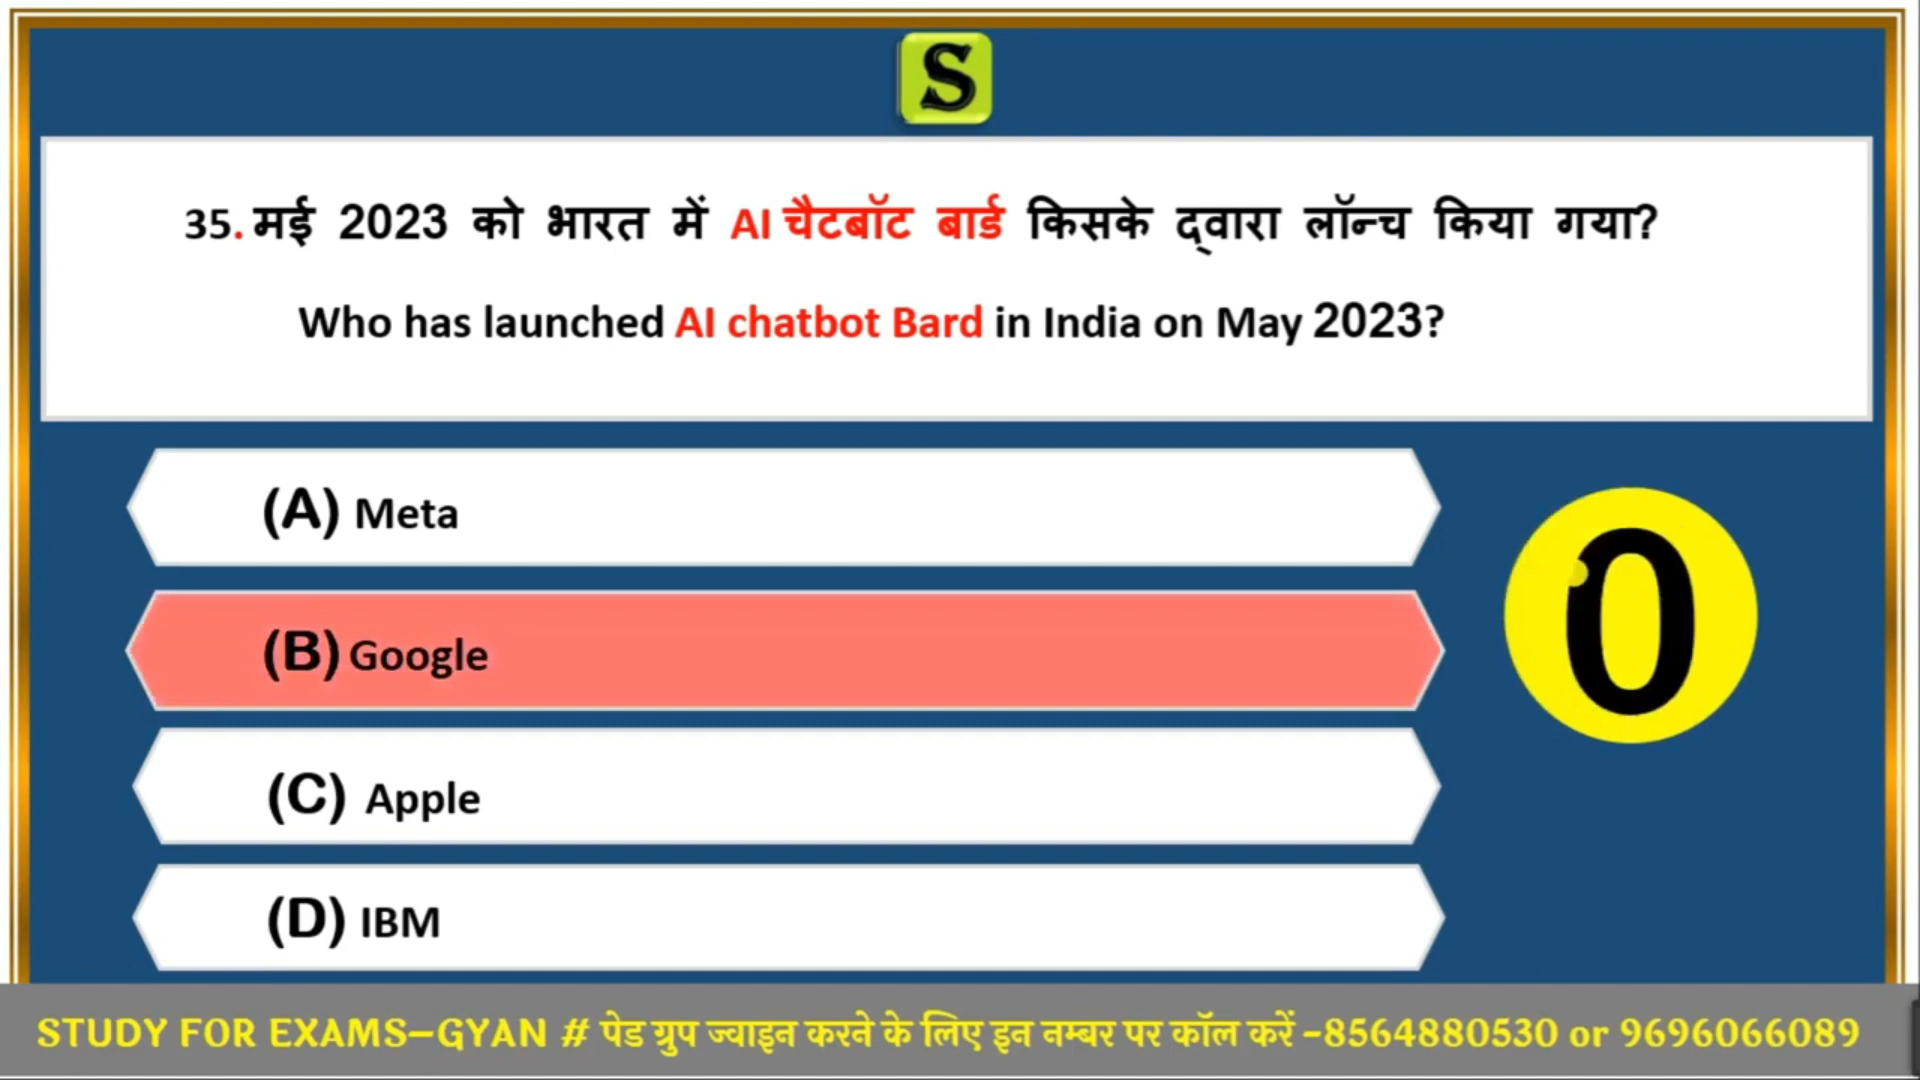 S
35. मई 2023 को भारत में AI चैटबॉट बार्ड किसके द्वारा लॉन्च किया गया?
Who has launched AI chatbot Bard in India on May 2023?
(A) Meta
(B) Google
0
(C) Apple
(D) IBM
STUDY FOR EXAMS–GYAN # पेड ग्रुप ज्वाइन करने के लिए इन नम्बर पर कॉल करें -8564880530 or 9696066089